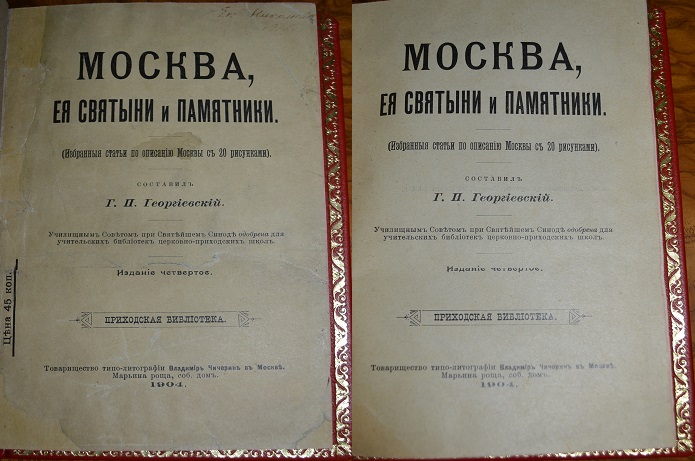 МОСКВА,
ЕЯ СВЯТЫНИ и ПАМЯТНИКИ.
(Избранныя статьи по описанію Москвы съ 20 рисунками).
СОСТАВИЛЪ
Г. П. Георгіевскій.
Училищнымъ Совѣтомъ при Святѣйшемъ Синодѣ одобрена для
учительскихъ библіотекъ церковно-приходскихъ школъ.
Изданіе четвертое.
ПРИХОДСКАЯ БИБЛІОТЕКА.
Цѣна 45 коп.
Товарищество типо-литографіи Владиміръ Чичеринъ въ Москвѣ.
Марьина роща, соб. домъ.
1904.
МОСКВА,
ЕЯ СВЯТЫНИ и ПАМЯТНИКИ.
(Избранныя статьи по описанію Москвы съ 20 рисунками).
СОСТАВИЛЪ
Г. П. Георгіевскій.
Училищнымъ Совѣтомъ при Святѣйшемъ Синодѣ одобрена для
учительскихъ библіотекъ церковно-приходскихъ школъ.
Изданіе четвертое.
ПРИХОДСКАЯ БИБЛІОТЕКА.
Товарищество типо-литографіи Владиміръ Чичеринъ въ Москвѣ.
Марьина роща, соб. домъ.
1904.